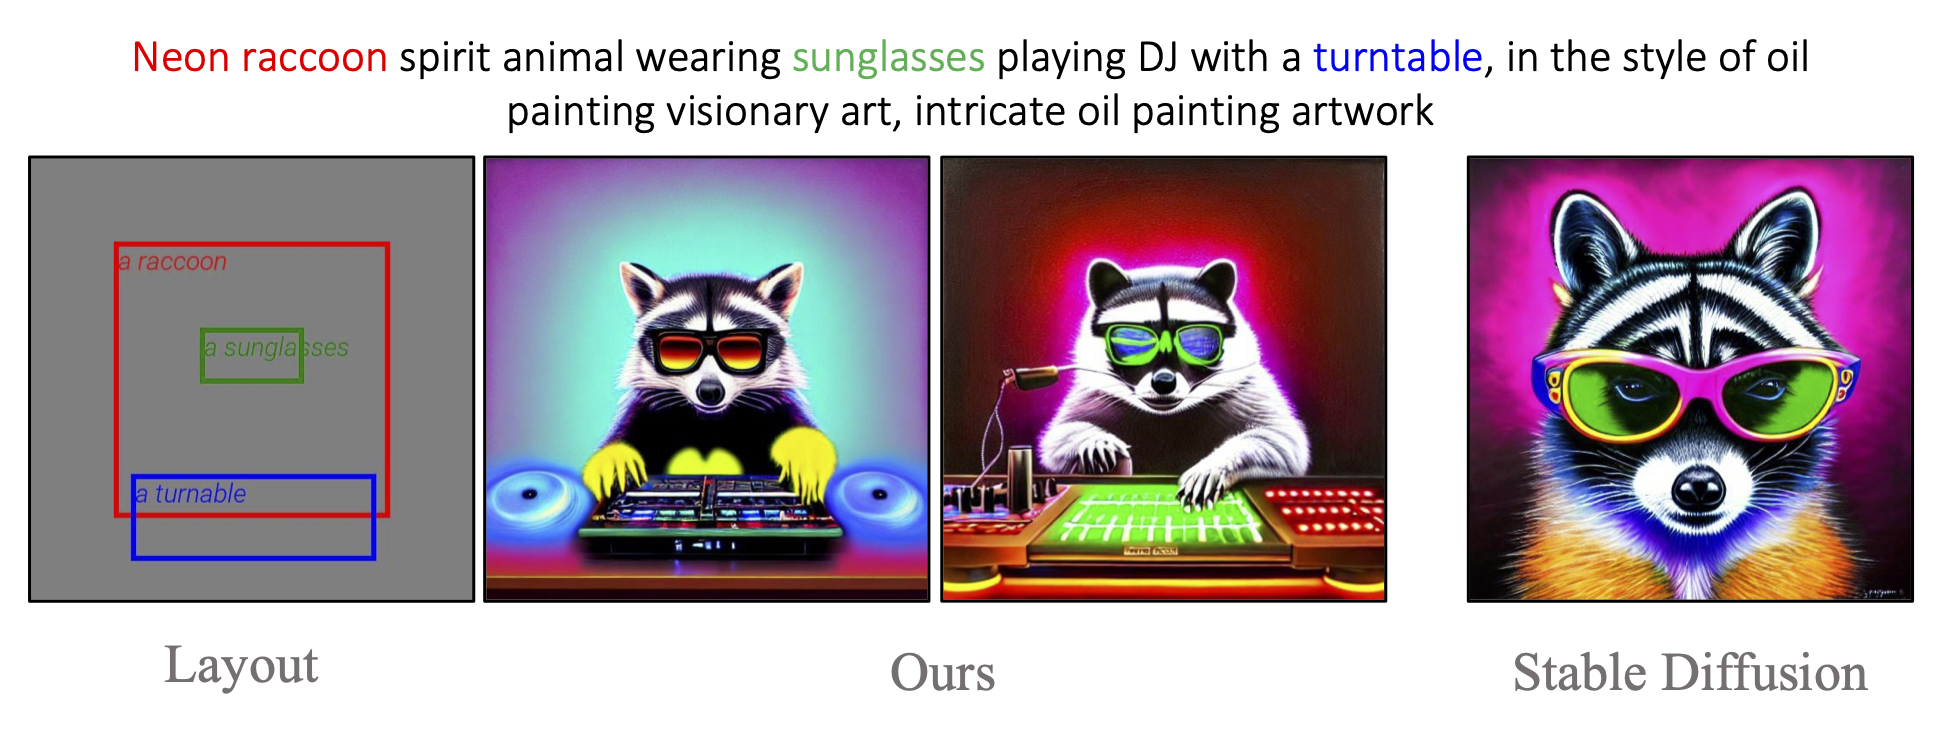 Neon raccoon spirit animal wearing sunglasses playing DJ with a turntable, in the style of oil
painting visionary art, intricate oil painting artwork
a raccoon
a sunglasses
a turnable
Layout
Ours
Stable Diffusion